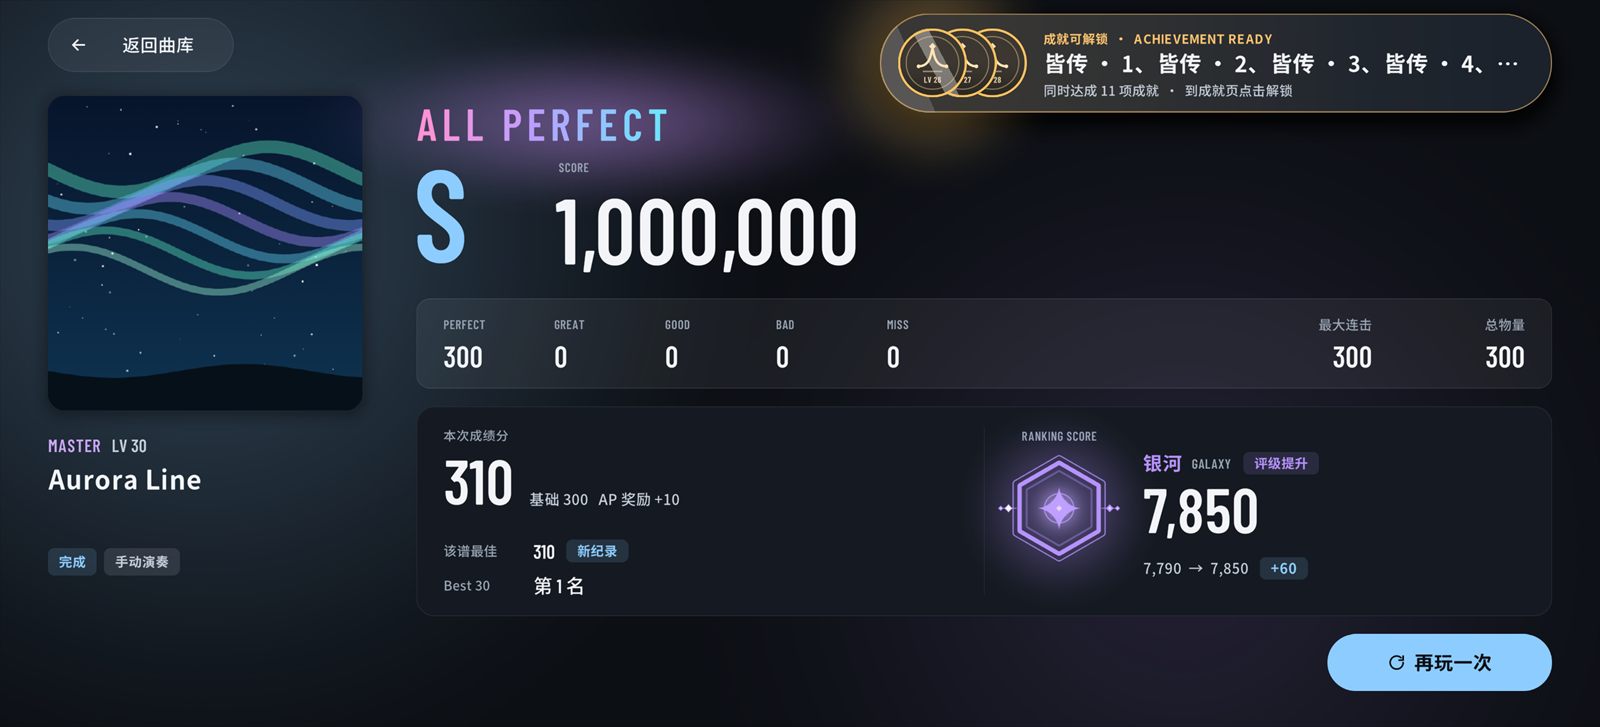 返回曲库
成就可解锁 • ACHIEVEMENT READY
皆传 • 1、皆传 • 2、皆传 • 3、皆传 • 4、…
同时达成 11 项成就 • 到成就页点击解锁
LV 26
27
28
ALL PERFECT
S
SCORE
1,000,000
PERFECT GREAT GOOD BAD MISS 最大连击 总物量
300 0 0 0 0 300 300
MASTER LV 30
Aurora Line
完成 手动演奏
本次成绩分
310 基础 300 AP 奖励 +10
该谱最佳 310 新纪录
Best 30 第 1 名
RANKING SCORE
银河 GALAXY 评级提升
7,850
7,790 → 7,850 +60
再玩一次